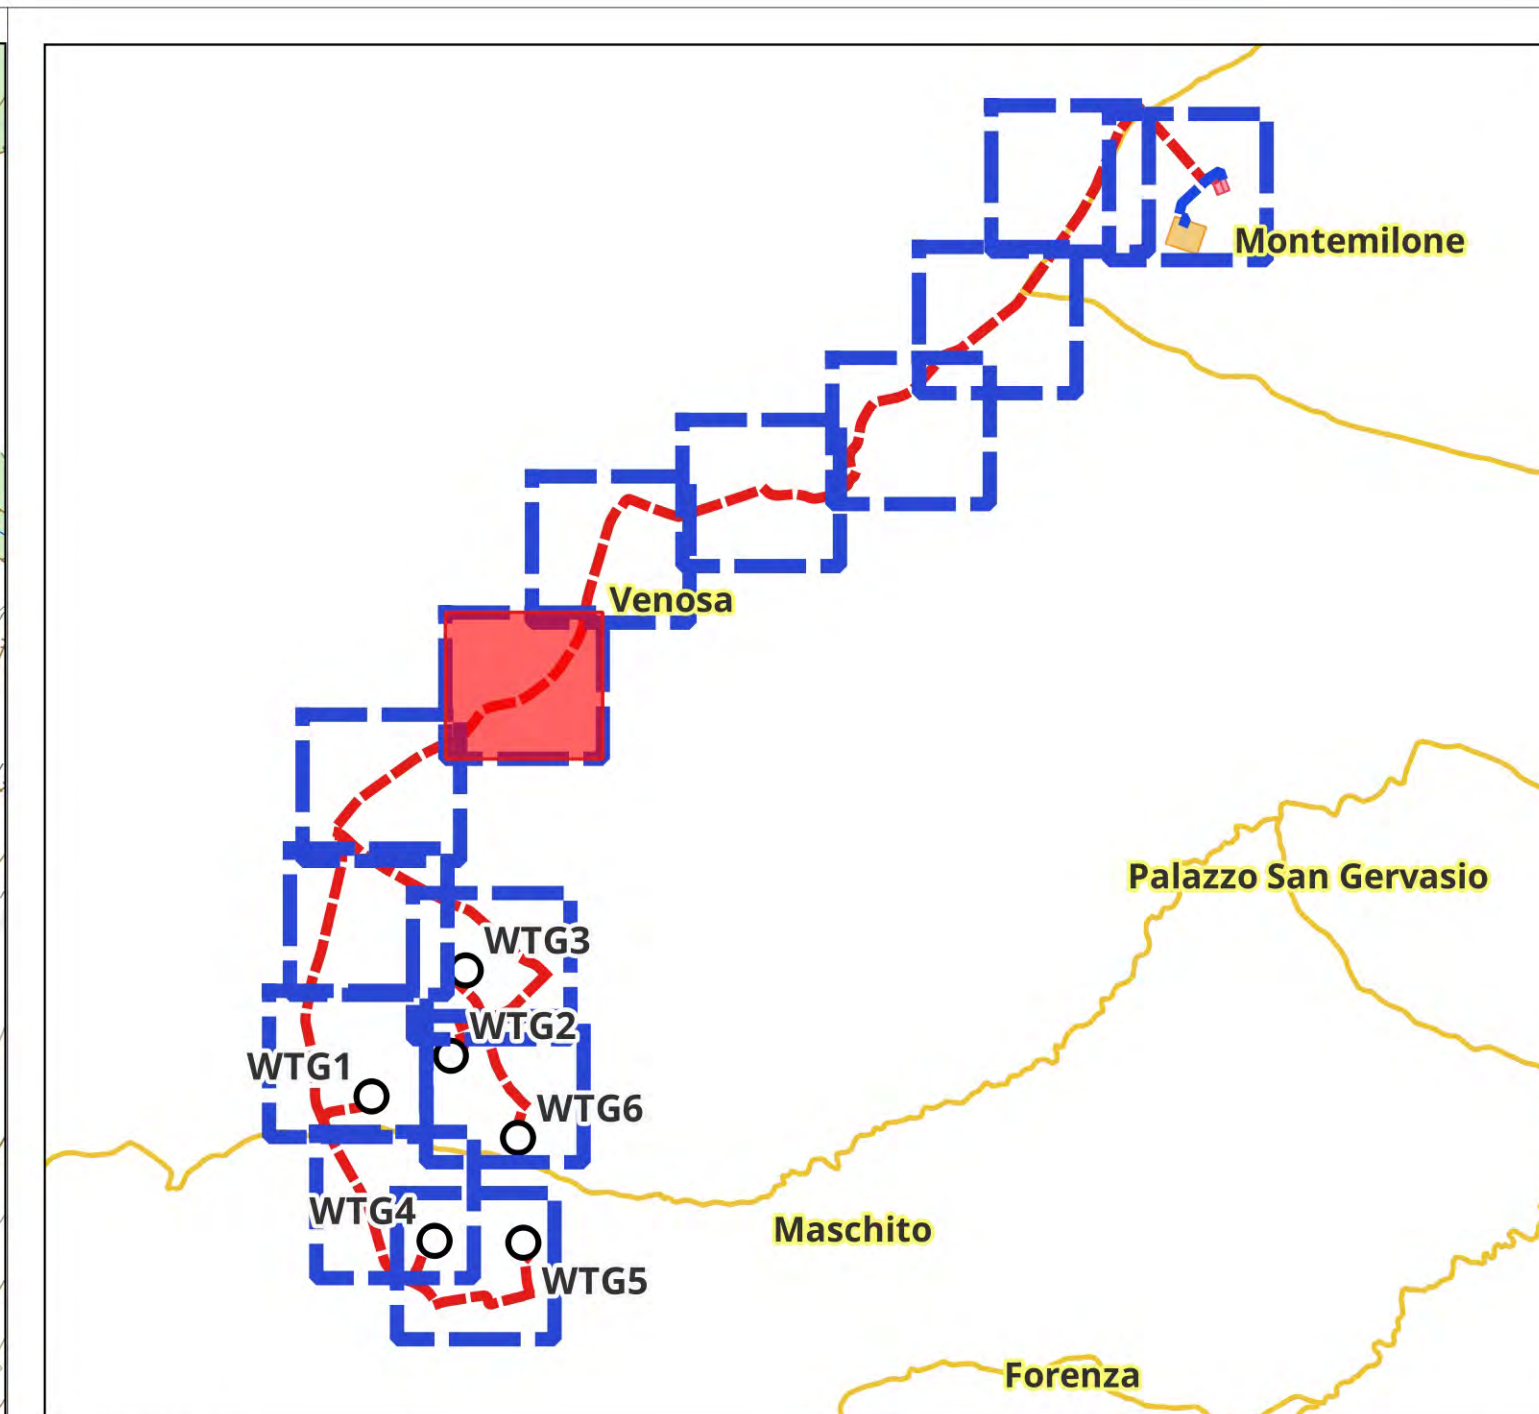 Montemilone
Venosa
Palazzo San Gervasio
WTG3
WTG2
WTG1
WTG6
WTG4
Maschito
WTG5
Forenza